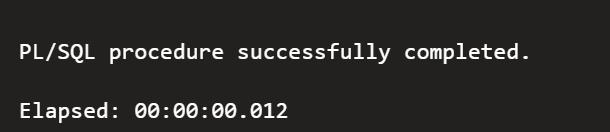 PL/SQL procedure successfully completed.
Elapsed: 00:00:00.012